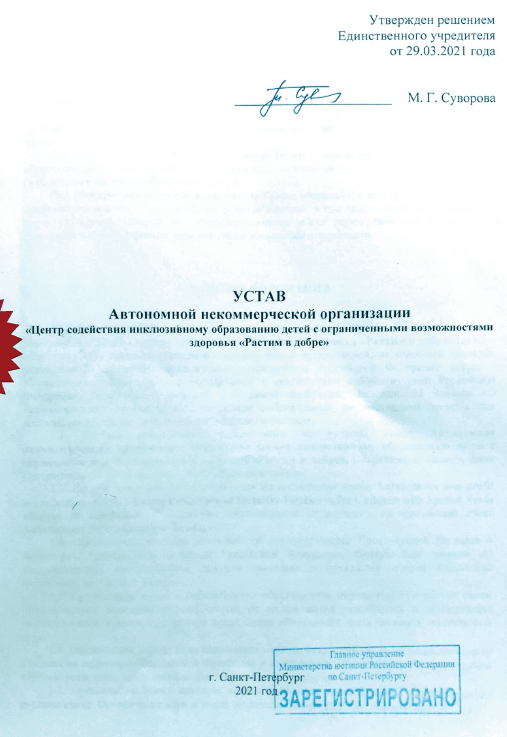 Утвержден решением
Единственного учредителя
от 29.03.2021 года
М. Г. Суворова
УСТАВ
Автономной некоммерческой организации
«Центр содействия инклюзивному образованию детей с ограниченными возможностями
здоровья «Растим в добре»
г. Санкт-Петербург
2021 год
Главное управление
Министерства юстиции Российской Федерации
по Санкт-Петербургу
ЗАРЕГИСТРИРОВАНО